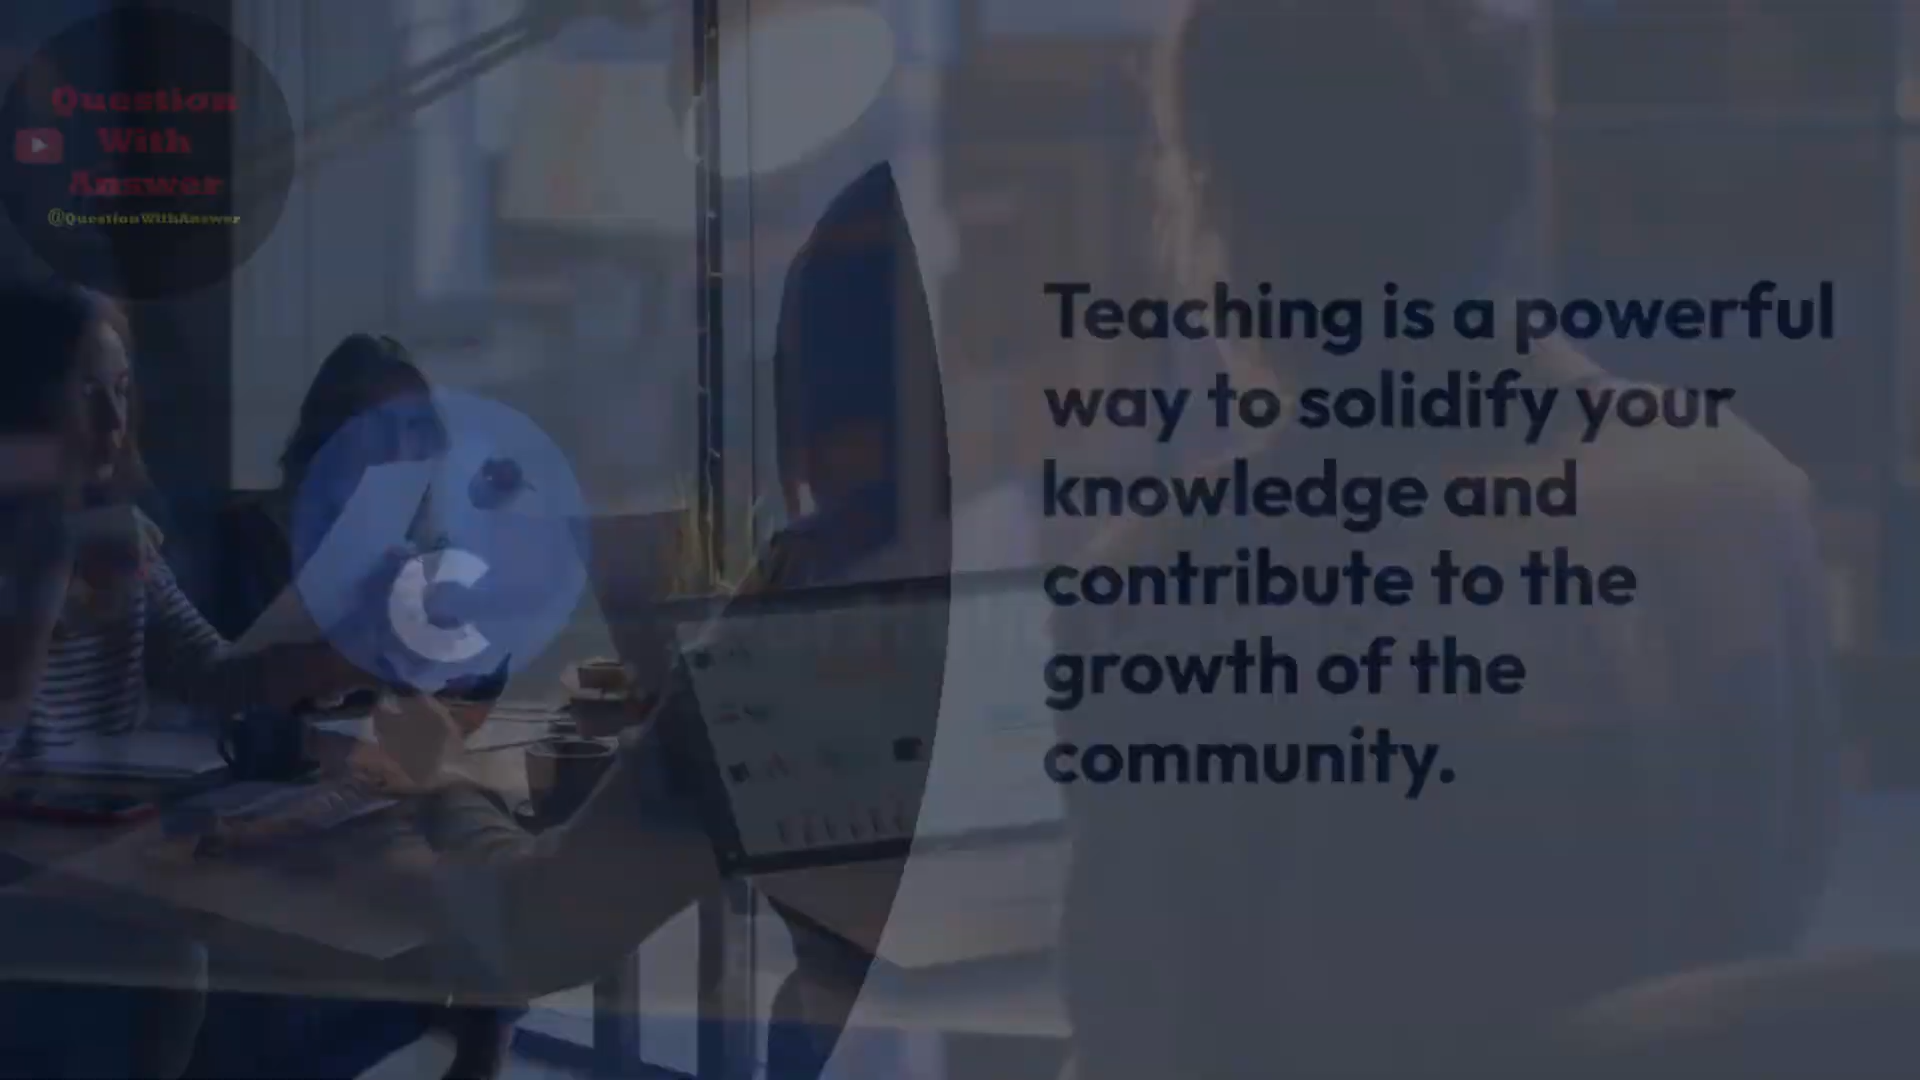 Question
With
Answer
@QuestionWithAnswer
C
Teaching is a powerful
way to solidify your
knowledge and
contribute to the
growth of the
community.